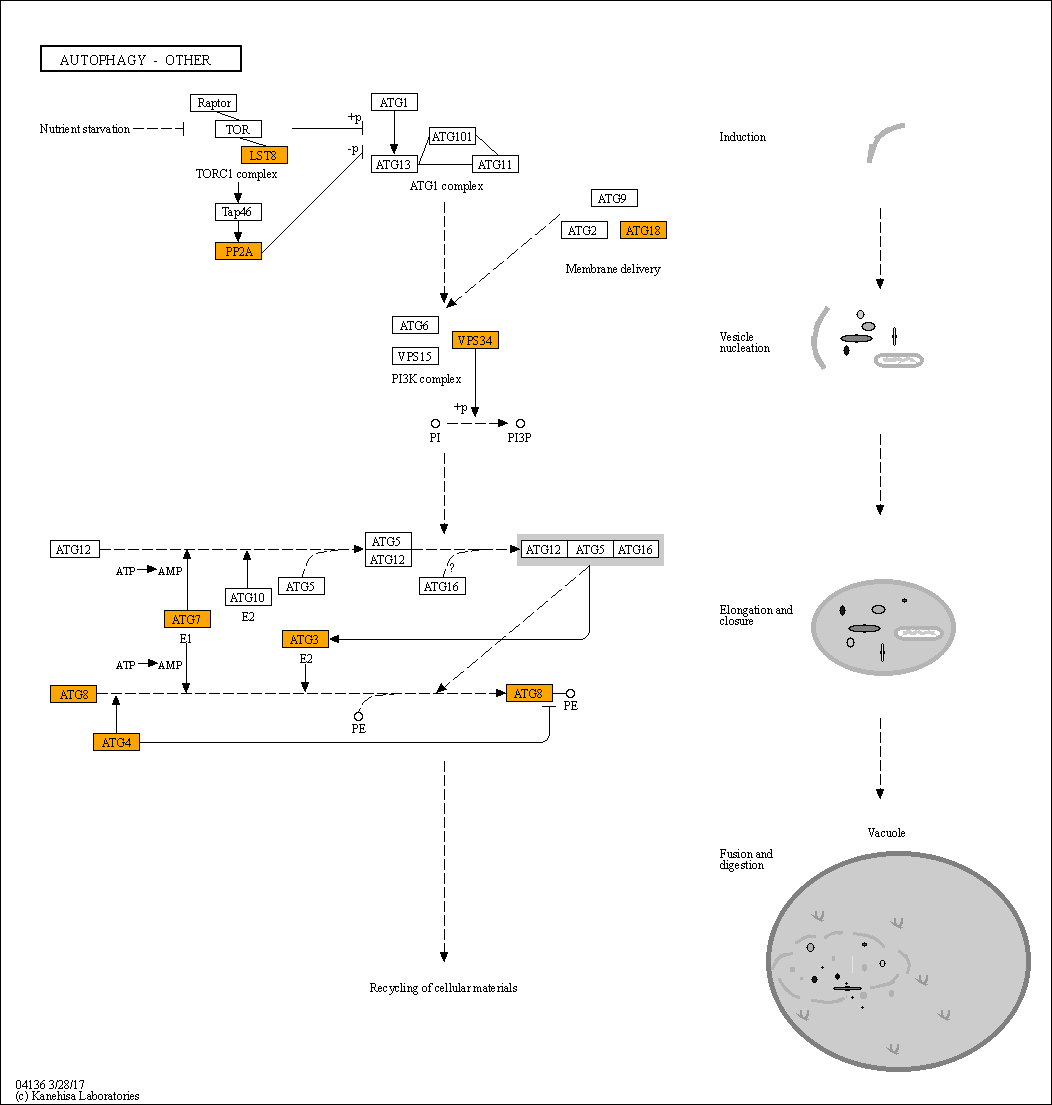 AUTOPHAGY - OTHER
Raptor
TOR
LST8
TORC1 complex
Nutrient starvation
Tap46
PP2A
+p
-p
ATG1
ATG13
ATG101
ATG11
ATG1 complex
ATG9
ATG2
ATG18
Membrane delivery
ATG6
VPS34
VPS15
PI3K complex
+p
PI
PI3P
ATG12
ATP
AMP
ATG7
E1
ATG10
E2
ATG5
ATG5
ATG12
ATG16
?
ATG12
ATG5
ATG16
ATG3
E2
ATP
AMP
ATG8
ATG4
PE
ATG8
PE
Recycling of cellular materials
Induction
Vesicle
nucleation
Elongation and
closure
Vacuole
Fusion and
digestion
04136 3/28/17
(c) Kanehisa Laboratories